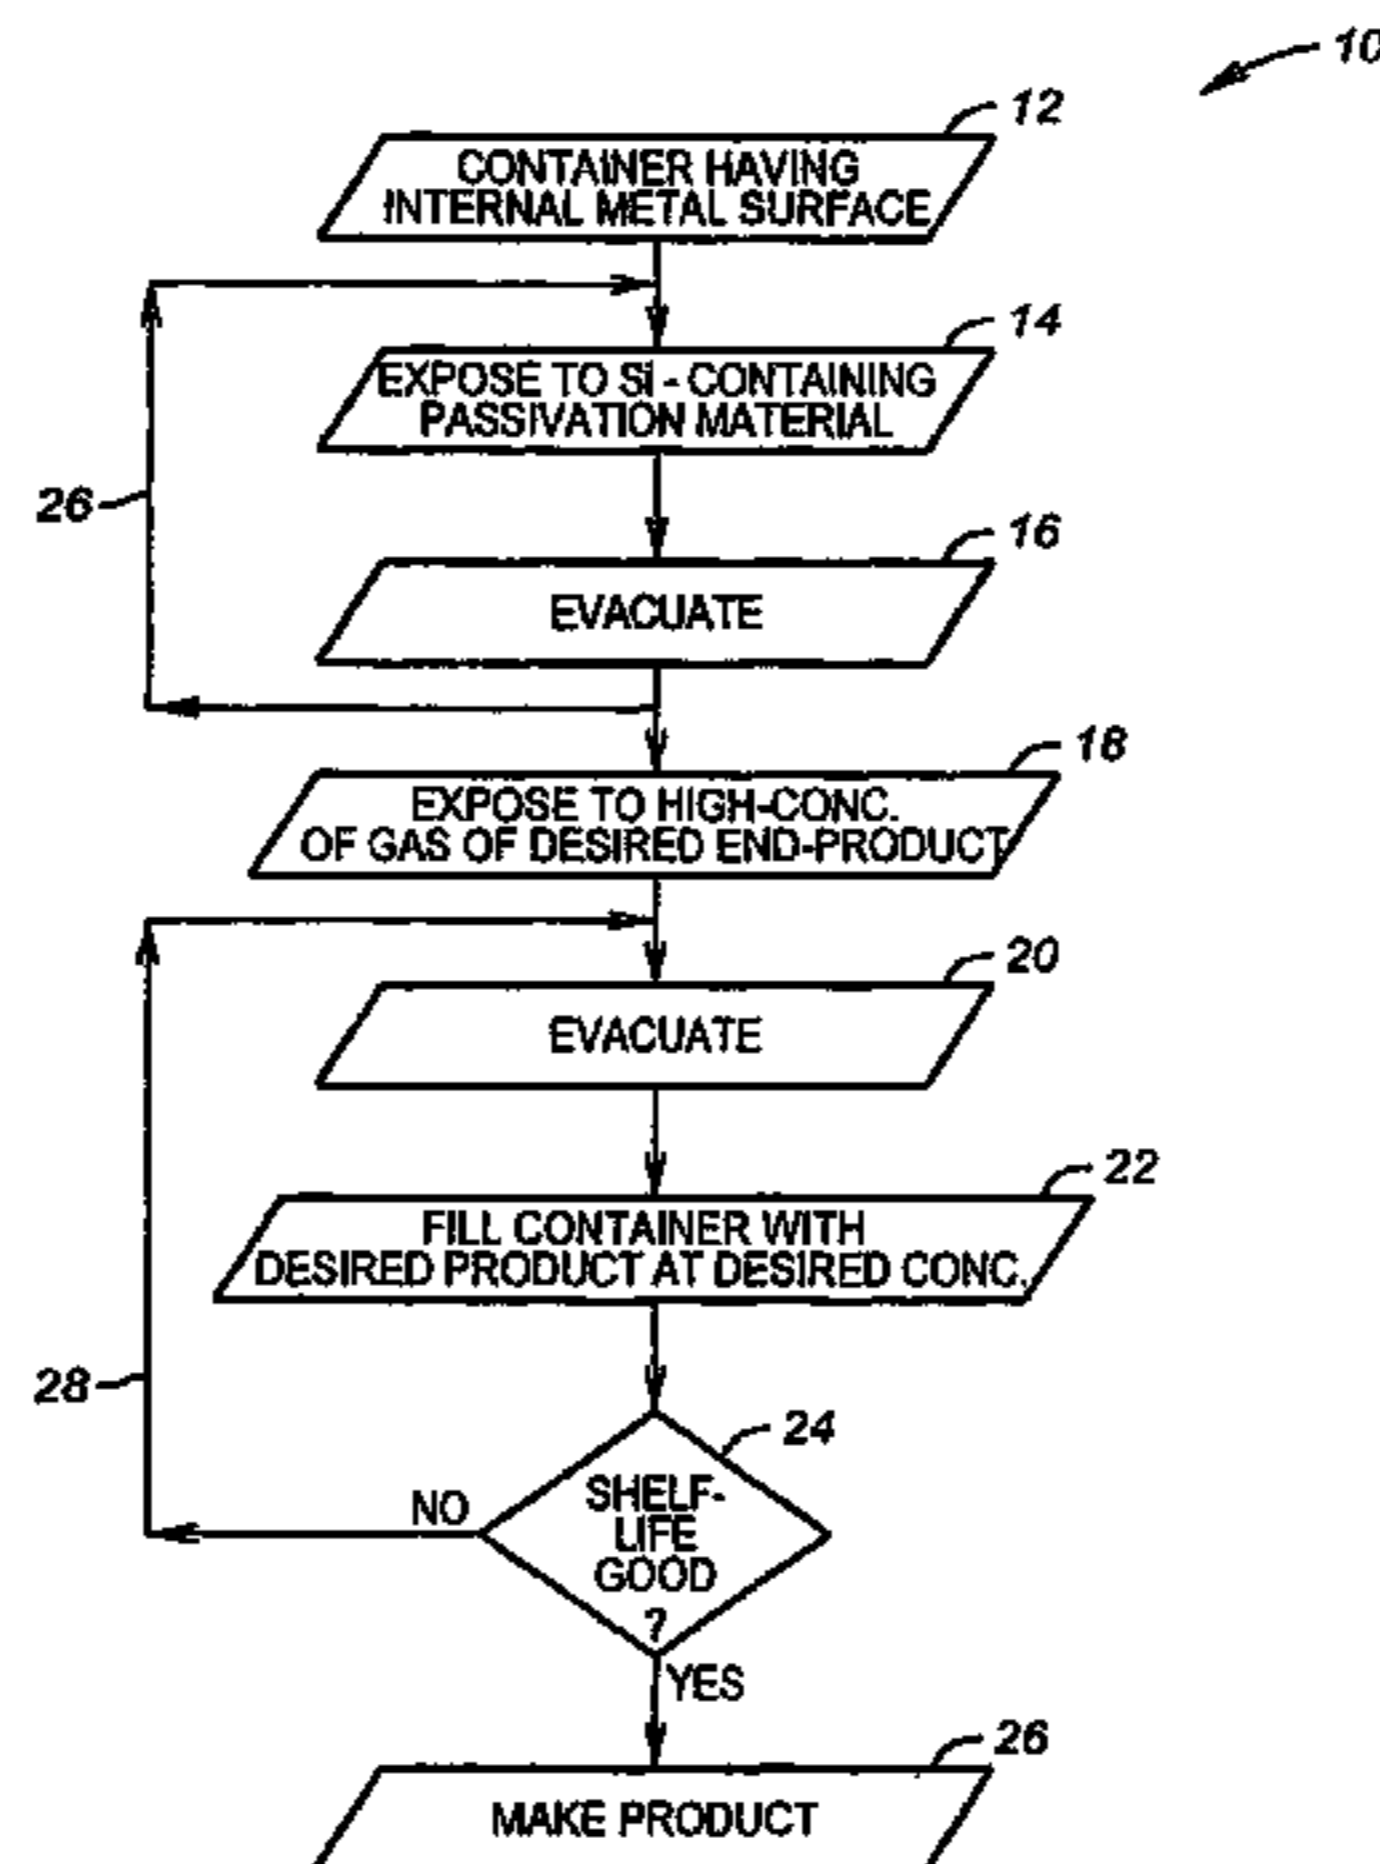 10
12
CONTAINER HAVING
INTERNAL METAL SURFACE
14
EXPOSE TO Si - CONTAINING
PASSIVATION MATERIAL
26
16
EVACUATE
18
EXPOSE TO HIGH-CONC.
OF GAS OF DESIRED END-PRODUCT
20
EVACUATE
22
FILL CONTAINER WITH
DESIRED PRODUCT AT DESIRED CONC.
28
24
NO
SHELF-
LIFE
GOOD
?
YES
26
MAKE PRODUCT